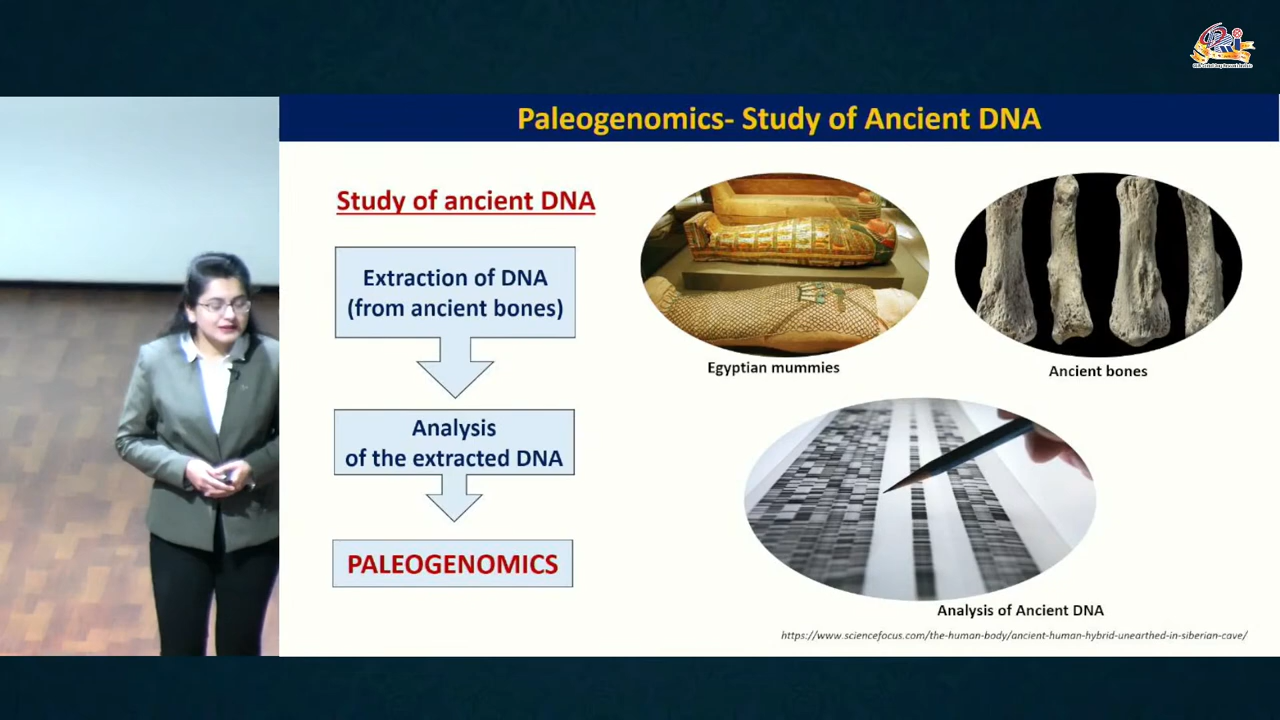 Paleogenomics- Study of Ancient DNA
Study of ancient DNA
Extraction of DNA
(from ancient bones)
Analysis
of the extracted DNA
PALEOGENOMICS
Egyptian mummies
Ancient bones
Analysis of Ancient DNA
https://www.sciencefocus.com/the-human-body/ancient-human-hybrid-unearthed-in-siberian-cave/